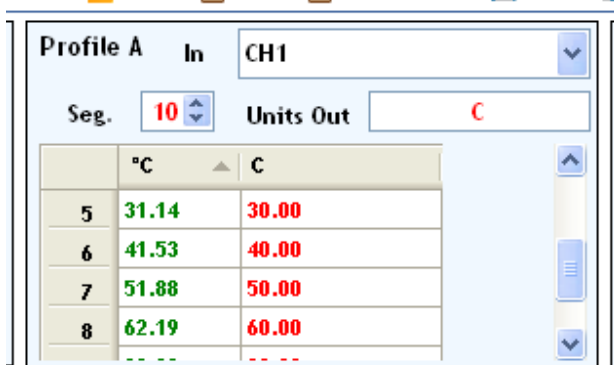 Profile A In CH1
Seg. 10 Units Out C
°C C
5 31.14 30.00
6 41.53 40.00
7 51.88 50.00
8 62.19 60.00